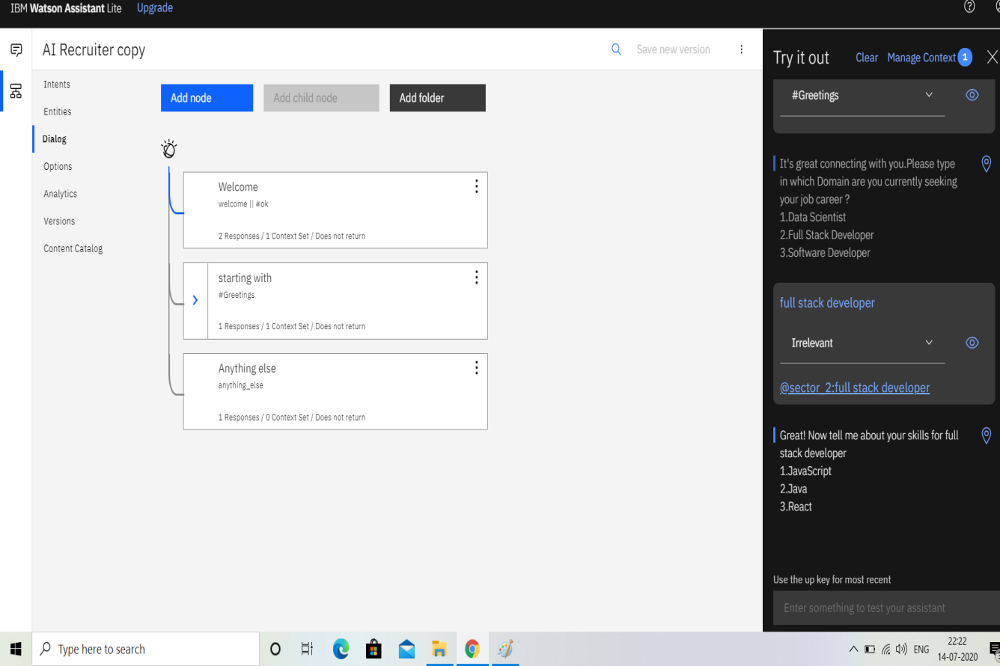 IBM Watson Assistant Lite Upgrade
AI Recruiter copy
Save new version
Intents
Entities
Dialog
Options
Analytics
Versions
Content Catalog
Add node
Add child node
Add folder
Welcome
welcome || #ok
2 Responses / 1 Context Set / Does not return
starting with
#Greetings
1 Responses / 1 Context Set / Does not return
Anything else
anything_else
1 Responses / 0 Context Set / Does not return
Try it out
Clear
Manage Context 1
#Greetings
It's great connecting with you.Please type
in which Domain are you currently seeking
your job career ?
1.Data Scientist
2.Full Stack Developer
3.Software Developer
full stack developer
Irrelevant
@sector_2:full stack developer
Great! Now tell me about your skills for full
stack developer
1.JavaScript
2.Java
3.React
Use the up key for most recent
Enter something to test your assistant
Type here to search
ENG
22:22
14-07-2020